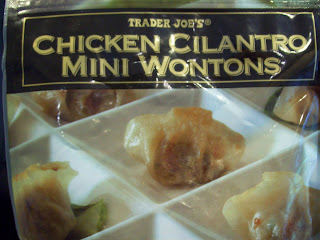 TRADER JOE'S®
CHICKEN CILANTRO
MINI WONTONS